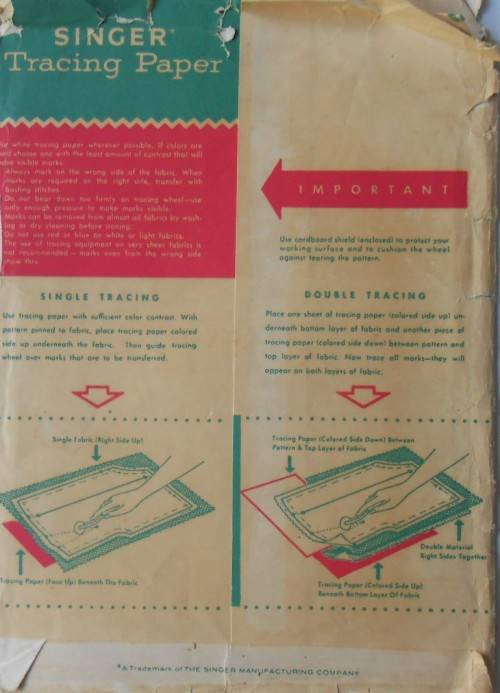 SINGER*
Tracing Paper
white tracing paper wherever possible. If colors are
used choose one with the least amount of contrast that will
give visible marks.
Always mark on the wrong side of the fabric. When
marks are required on the right side, transfer with
basting stitches.
Do not bear down too firmly on tracing wheel—use
only enough pressure to make marks visible.
Marks can be removed from almost all fabrics by wash-
ing or dry cleaning before ironing.
Do not use red or blue on white or light fabrics.
The use of tracing equipment on very sheer fabrics is
not recommended—marks even from the wrong side
show thru.
IMPORTANT
Use cardboard shield (enclosed) to protect your
working surface and to cushion the wheel
against tearing the pattern.
SINGLE TRACING
Use tracing paper with sufficient color contrast. With
pattern pinned to fabric, place tracing paper colored
side up underneath the fabric. Then guide tracing
wheel over marks that are to be transferred.
DOUBLE TRACING
Place one sheet of tracing paper (colored side up) un-
derneath bottom layer of fabric and another piece of
tracing paper (colored side down) between pattern and
top layer of fabric. Now trace all marks—they will
appear on both layers of fabric.
Single Fabric (Right Side Up)
Tracing Paper (Face Up) Beneath The Fabric
Tracing Paper (Colored Side Down) Between
Pattern & Top Layer of Fabric
Double Material
Right Sides Together
Tracing Paper (Colored Side Up)
Beneath Bottom Layer Of Fabric
*A Trademark of THE SINGER MANUFACTURING COMPANY